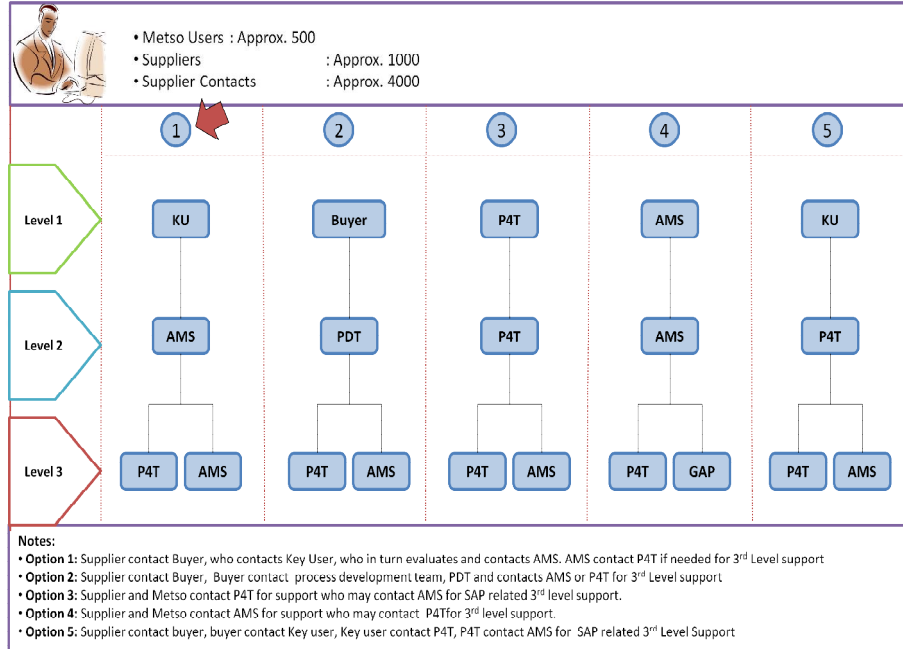 • Metso Users : Approx. 500
• Suppliers : Approx. 1000
• Supplier Contacts : Approx. 4000
1 2 3 4 5
Level 1 KU Buyer P4T AMS KU
Level 2 AMS PDT P4T AMS P4T
Level 3 P4T AMS P4T AMS P4T AMS P4T GAP P4T AMS
Notes:
• Option 1: Supplier contact Buyer, who contacts Key User, who in turn evaluates and contacts AMS. AMS contact P4T if needed for 3rd Level support
• Option 2: Supplier contact Buyer, Buyer contact process development team, PDT and contacts AMS or P4T for 3rd Level support
• Option 3: Supplier and Metso contact P4T for support who may contact AMS for SAP related 3rd level support.
• Option 4: Supplier and Metso contact AMS for support who may contact P4Tfor 3rd level support.
• Option 5: Supplier contact buyer, buyer contact Key user, Key user contact P4T, P4T contact AMS for SAP related 3rd Level Support